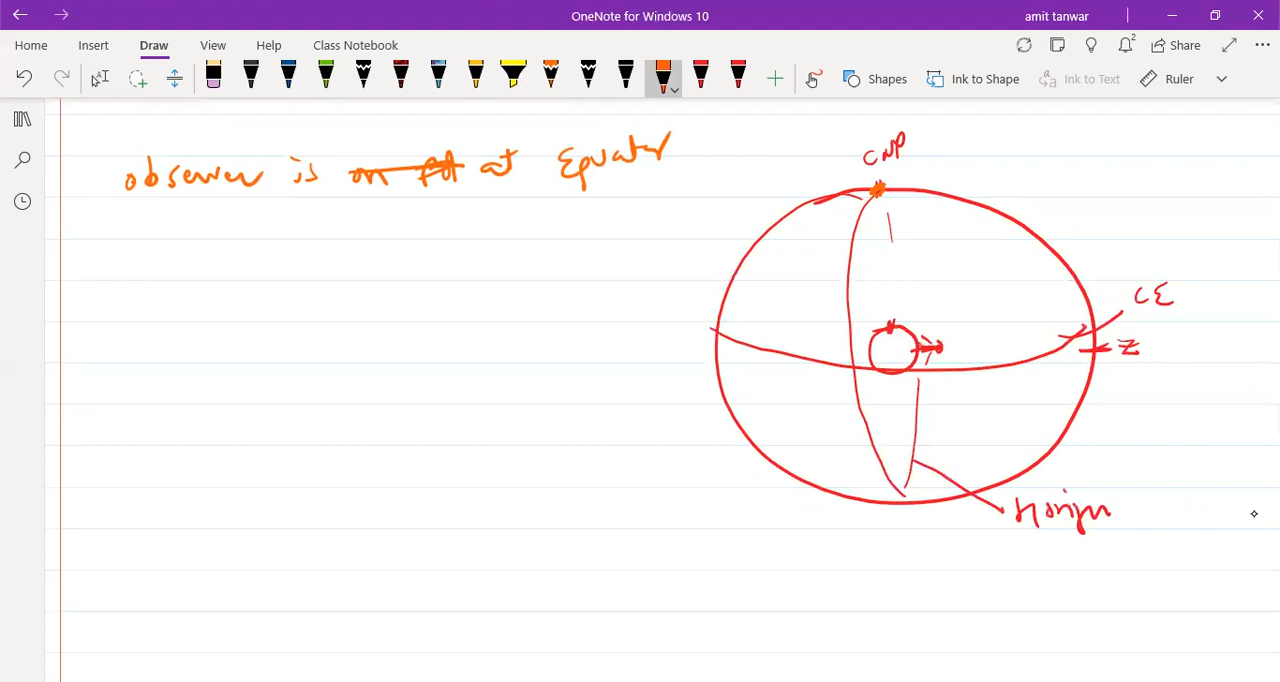 OneNote for Windows 10
amit tanwar
Home Insert Draw View Help Class Notebook
Share
Shapes Ink to Shape Ink to Text Ruler
observer is at Equator
CNP
CE
Z